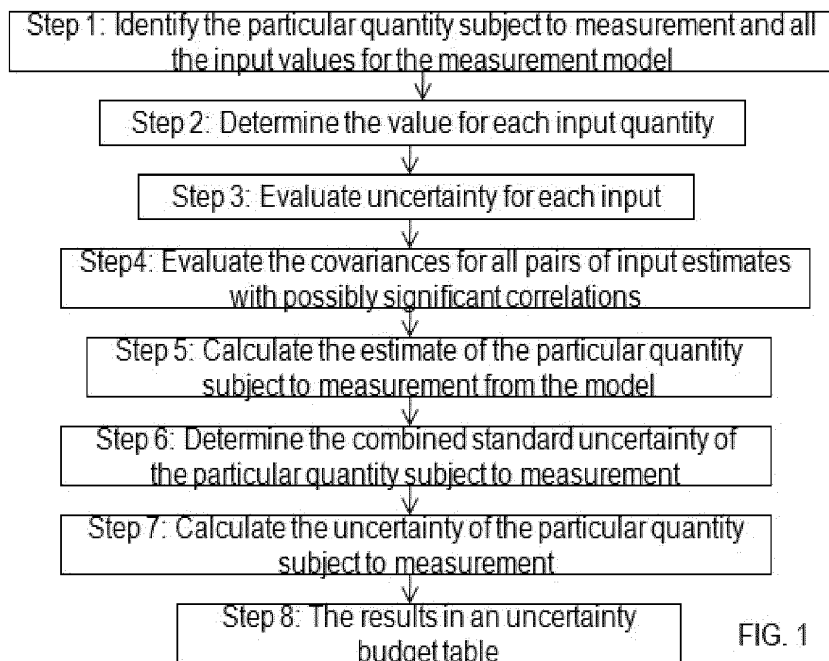 Step 1: Identify the particular quantity subject to measurement and all
the input values for the measurement model
Step 2: Determine the value for each input quantity
Step 3: Evaluate uncertainty for each input
Step4: Evaluate the covariances for all pairs of input estimates
with possibly significant correlations
Step 5: Calculate the estimate of the particular quantity
subject to measurement from the model
Step 6: Determine the combined standard uncertainty of
the particular quantity subject to measurement
Step 7: Calculate the uncertainty of the particular quantity
subject to measurement
Step 8: The results in an uncertainty
budget table
FIG. 1